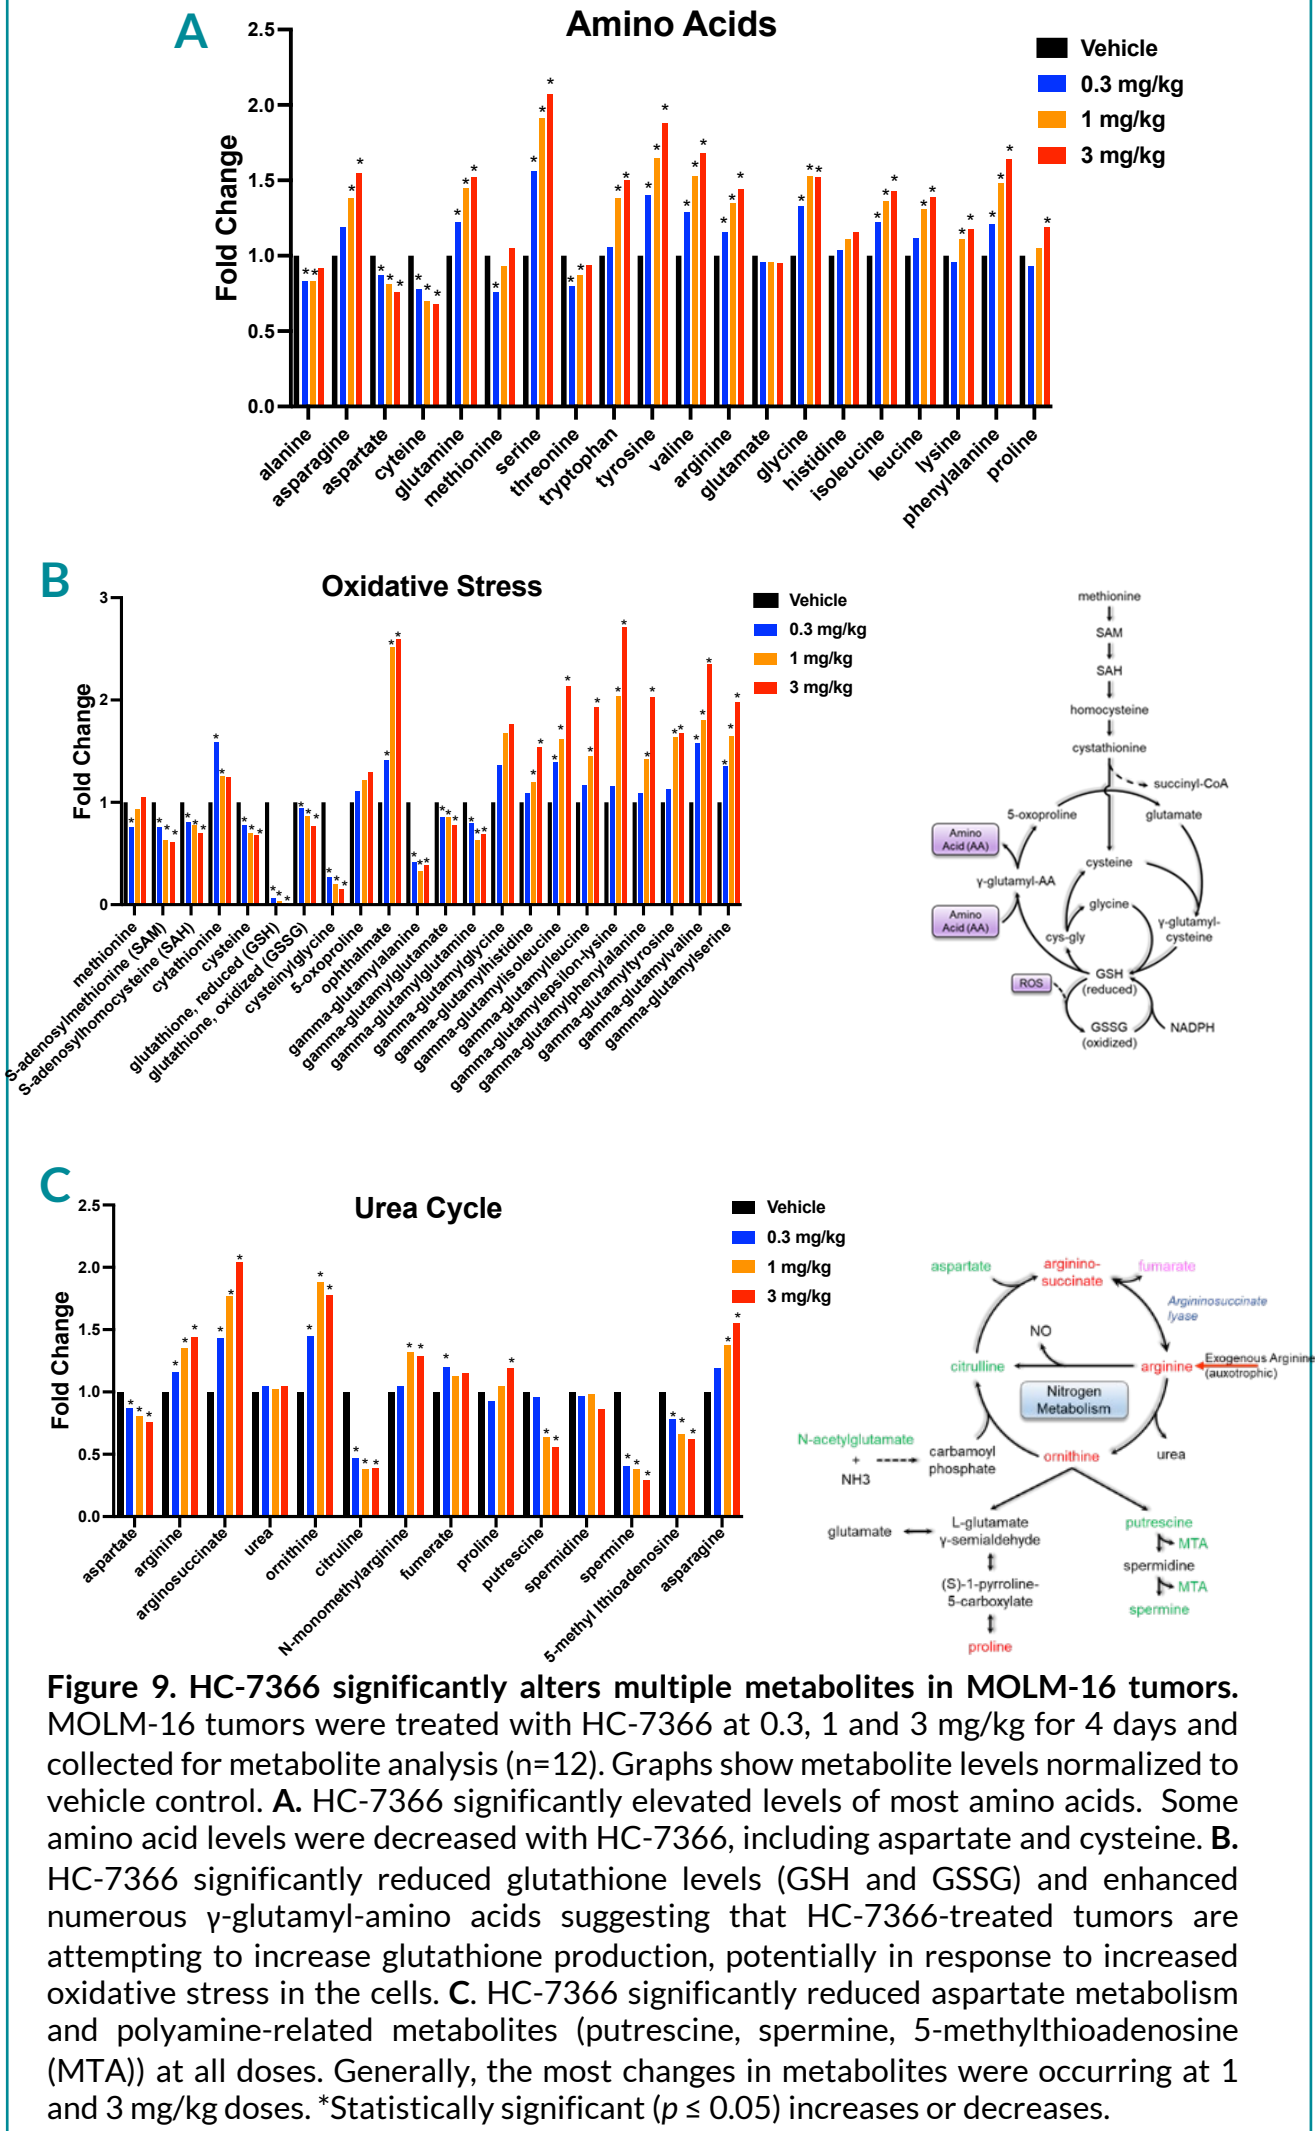 A
Amino Acids
Fold Change
2.5
2.0
1.5
1.0
0.5
0.0
Vehicle
0.3 mg/kg
1 mg/kg
3 mg/kg
alanine
asparagine
aspartate
cyteine
glutamine
methionine
serine
threonine
tryptophan
tyrosine
valine
arginine
glutamate
glycine
histidine
isoleucine
leucine
lysine
phenylalanine
proline
B
Oxidative Stress
Fold Change
3
2
1
0
Vehicle
0.3 mg/kg
1 mg/kg
3 mg/kg
methionine
S-adenosylmethionine (SAM)
S-adenosylhomocysteine (SAH)
cytathionine
cysteine
glutathione, reduced (GSH)
glutathione, oxidized (GSSG)
cysteinylglycine
5-oxoproline
ophthalmate
gamma-glutamylalanine
gamma-glutamylglutamate
gamma-glutamylglutamine
gamma-glutamylglycine
gamma-glutamylhistidine
gamma-glutamylisoleucine
gamma-glutamylleucine
gamma-glutamylepsilon-lysine
gamma-glutamylphenylalanine
gamma-glutamyltyrosine
gamma-glutamylvaline
gamma-glutamylserine
methionine
SAM
SAH
homocysteine
cystathionine
succinyl-CoA
5-oxoproline
glutamate
Amino
Acid (AA)
cysteine
γ-glutamyl-AA
glycine
Amino
Acid (AA)
γ-glutamyl-
cysteine
cys-gly
ROS
GSH
(reduced)
GSSG
(oxidized)
NADPH
C
Urea Cycle
Fold Change
2.5
2.0
1.5
1.0
0.5
0.0
Vehicle
0.3 mg/kg
1 mg/kg
3 mg/kg
aspartate
arginine
arginosuccinate
urea
ornithine
citruline
N-monomethylarginine
fumerate
proline
putrescine
spermidine
spermine
5-methyl lthioadenosine
asparagine
aspartate
arginino-
succinate
fumarate
Argininosuccinate
lyase
NO
citrulline
arginine
Exogenous Arginine
(auxotrophic)
Nitrogen
Metabolism
N-acetylglutamate
+
NH3
carbamoyl
phosphate
ornithine
urea
glutamate
L-glutamate
γ-semialdehyde
putrescine
MTA
spermidine
(S)-1-pyrroline-
5-carboxylate
MTA
spermine
proline
Figure 9. HC-7366 significantly alters multiple metabolites in MOLM-16 tumors.
MOLM-16 tumors were treated with HC-7366 at 0.3, 1 and 3 mg/kg for 4 days and
collected for metabolite analysis (n=12). Graphs show metabolite levels normalized to
vehicle control. A. HC-7366 significantly elevated levels of most amino acids. Some
amino acid levels were decreased with HC-7366, including aspartate and cysteine. B.
HC-7366 significantly reduced glutathione levels (GSH and GSSG) and enhanced
numerous γ-glutamyl-amino acids suggesting that HC-7366-treated tumors are
attempting to increase glutathione production, potentially in response to increased
oxidative stress in the cells. C. HC-7366 significantly reduced aspartate metabolism
and polyamine-related metabolites (putrescine, spermine, 5-methylthioadenosine
(MTA)) at all doses. Generally, the most changes in metabolites were occurring at 1
and 3 mg/kg doses. *Statistically significant (p ≤ 0.05) increases or decreases.